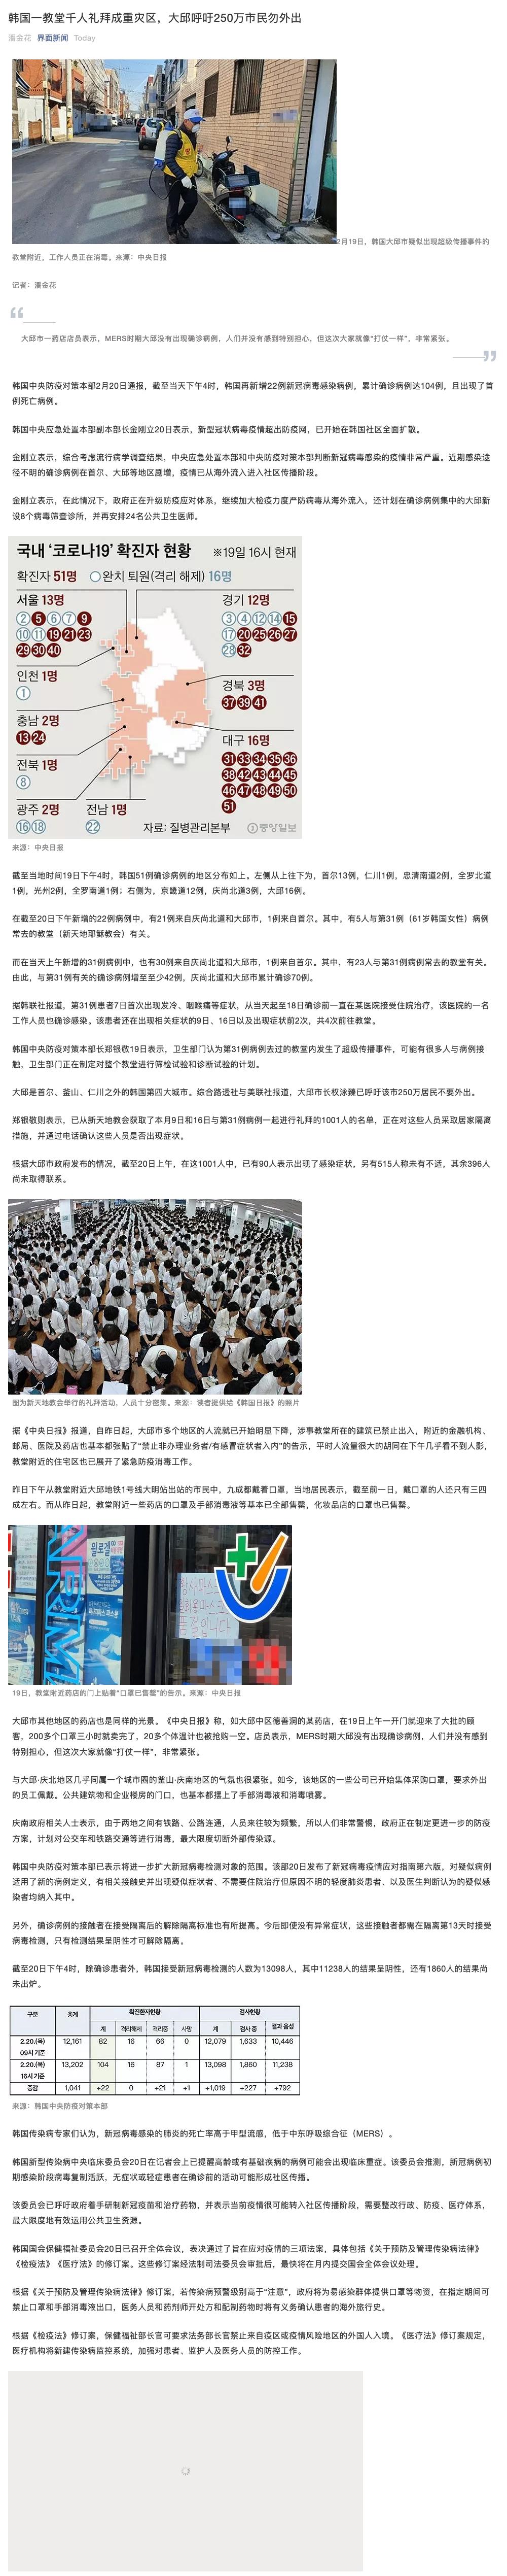 韩国一教堂千人礼拜成重灾区，大邱呼吁250万市民勿外出
潘金花 界面新闻 Today
2月19日，韩国大邱市疑似出现超级传播事件的
教堂附近，工作人员正在消毒。来源：中央日报
记者：潘金花
大邱市一药店店员表示，MERS时期大邱没有出现确诊病例，人们并没有感到特别担心，但这次大家就像“打仗一样”，非常紧张。
韩国中央防疫对策本部2月20日通报，截至当天下午4时，韩国再新增22例新冠病毒感染病例，累计确诊病例达104例，且出现了首
例死亡病例。
韩国中央应急处置本部副本部长金刚立20日表示，新型冠状病毒疫情超出防疫网，已开始在韩国社区全面扩散。
金刚立表示，综合考虑流行病学调查结果，中央应急处置本部和中央防疫对策本部判断新冠病毒感染的疫情非常严重。近期感染途
径不明的确诊病例在首尔、大邱等地区剧增，疫情已从海外流入进入社区传播阶段。
金刚立表示，在此情况下，政府正在升级防疫应对体系，继续加大检疫力度严防病毒从海外流入，还计划在确诊病例集中的大邱新
设8个病毒筛查诊所，并再安排24名公共卫生医师。
국내 ‘코로나19’ 확진자 현황 ※19일 16시 현재
확진자 51명 완치 퇴원(격리 해제) 16명
서울 13명
2 5 6 7 9
10 11 19 21 23
29 30 40
인천 1명
1
충남 2명
13 24
전북 1명
8
광주 2명
16 18
전남 1명
22
경기 12명
3 4 12 14 15
17 20 25 26 27
28 32
경북 3명
37 39 41
대구 16명
31 33 34 35 36
38 42 43 44 45
46 47 48 49 50
51
자료: 질병관리본부 중앙일보
来源：中央日报
截至当地时间19日下午4时，韩国51例确诊病例的地区分布如上。左侧从上往下为，首尔13例，仁川1例，忠清南道2例，全罗北道
1例，光州2例，全罗南道1例；右侧为，京畿道12例，庆尚北道3例，大邱16例。
在截至20日下午新增的22例病例中，有21例来自庆尚北道和大邱市，1例来自首尔。其中，有5人与第31例（61岁韩国女性）病例
常去的教堂（新天地耶稣教会）有关。
而在当天上午新增的31例病例中，也有30例来自庆尚北道和大邱市，1例来自首尔。其中，有23人与第31例病例常去的教堂有关。
由此，与第31例有关的确诊病例增至至少42例，庆尚北道和大邱市累计确诊70例。
据韩联社报道，第31例患者7日首次出现发冷、咽喉痛等症状，从当天起至18日确诊前一直在某医院接受住院治疗，该医院的一名
工作人员也确诊感染。该患者还在出现相关症状的9日、16日以及出现症状前2次，共4次前往教堂。
韩国中央防疫对策本部长郑银敬19日表示，卫生部门认为第31例病例去过的教堂内发生了超级传播事件，可能有很多人与病例接
触，卫生部门正在制定对整个教堂进行筛检试验和诊断试验的计划。
大邱是首尔、釜山、仁川之外的韩国第四大城市。综合路透社与美联社报道，大邱市长权泳臻已呼吁该市250万居民不要外出。
郑银敬则表示，已从新天地教会获取了本月9日和16日与第31例病例一起进行礼拜的1001人的名单，正在对这些人员采取居家隔离
措施，并通过电话确认这些人员是否出现症状。
根据大邱市政府发布的情况，截至20日上午，在这1001人中，已有90人表示出现了感染症状，另有515人称未有不适，其余396人
尚未取得联系。
图为新天地教会举行的礼拜活动，人员十分密集。来源：读者提供给《韩国日报》的照片
据《中央日报》报道，自昨日起，大邱市多个地区的人流就已开始明显下降，涉事教堂所在的建筑已禁止出入，附近的金融机构、
邮局、医院及药店也基本都张贴了“禁止非办理业务者/有感冒症状者入内”的告示，平时人流量很大的胡同在下午几乎看不到人影，
教堂附近的住宅区也已展开了紧急防疫消毒工作。
昨日下午从教堂附近大邱地铁1号线大明站出站的市民中，九成都戴着口罩，当地居民表示，截至前一日，戴口罩的人还只有三四
成左右。而从昨日起，教堂附近一些药店的口罩及手部消毒液等基本已全部售罄，化妆品店的口罩也已售罄。
19日，教堂附近药店的门上贴着“口罩已售罄”的告示。来源：中央日报
大邱市其他地区的药店也是同样的光景。《中央日报》称，如大邱中区德善洞的某药店，在19日上午一开门就迎来了大批的顾
客，200多个口罩三小时就卖完了，20多个体温计也被抢购一空。店员表示，MERS时期大邱没有出现确诊病例，人们并没有感到
特别担心，但这次大家就像“打仗一样”，非常紧张。
与大邱·庆北地区几乎同属一个城市圈的釜山·庆南地区的气氛也很紧张。如今，该地区的一些公司已开始集体采购口罩，要求外出
的员工佩戴。公共建筑物和企业楼房的门口，也基本都摆上了手部消毒液和消毒喷雾。
庆南政府相关人士表示，由于两地之间有铁路、公路连通，人员来往较为频繁，所以人们非常警惕，政府正在制定更进一步的防疫
方案，计划对公交车和铁路交通等进行消毒，最大限度切断外部传染源。
韩国中央防疫对策本部已表示将进一步扩大新冠病毒检测对象的范围。该部20日发布了新冠病毒疫情应对指南第六版，对疑似病例
适用了新的病例定义，有相关接触史并出现疑似症状者、不需要住院治疗但原因不明的轻度肺炎患者、以及医生判断认为的疑似感
染者均纳入其中。
另外，确诊病例的接触者在接受隔离后的解除隔离标准也有所提高。今后即使没有异常症状，这些接触者都需在隔离第13天时接受
病毒检测，只有检测结果呈阴性才可解除隔离。
截至20日下午4时，除确诊患者外，韩国接受新冠病毒检测的人数为13098人，其中11238人的结果呈阴性，还有1860人的结果尚
未出炉。
구분 총계 확진환자현황 검사현황
계 격리해제 격리중 사망 계 검사 중 결과 음성
2.20.(목) 09시 기준 12,161 82 16 66 0 12,079 1,633 10,446
2.20.(목) 16시 기준 13,202 104 16 87 1 13,098 1,860 11,238
증감 1,041 +22 0 +21 +1 +1,019 +227 +792
来源：韩国中央防疫对策本部
韩国传染病专家们认为，新冠病毒感染的肺炎的死亡率高于甲型流感，低于中东呼吸综合征（MERS）。
韩国新型传染病中央临床委员会20日在记者会上已提醒高龄或有基础疾病的病例可能会出现临床重症。该委员会推测，新冠病例初
期感染阶段病毒复制活跃，无症状或轻症患者在确诊前的活动可能形成社区传播。
该委员会已呼吁政府着手研制新冠疫苗和治疗药物，并表示当前疫情很可能转入社区传播阶段，需要整改行政、防疫、医疗体系，
最大限度地有效运用公共卫生资源。
韩国国会保健福祉委员会20日已召开全体会议，表决通过了旨在应对疫情的三项法案，具体包括《关于预防及管理传染病法律》
《检疫法》《医疗法》的修订案。这些修订案经法制司法委员会审批后，最快将在月内提交国会全体会议处理。
根据《关于预防及管理传染病法律》修订案，若传染病预警级别高于“注意”，政府将为易感染群体提供口罩等物资，在指定期间可
禁止口罩和手部消毒液出口，医务人员和药剂师开处方和配制药物时将有义务确认患者的海外旅行史。
根据《检疫法》修订案，保健福祉部长官可要求法务部长官禁止来自疫区或疫情风险地区的外国人入境。《医疗法》修订案规定，
医疗机构将新建传染病监控系统，加强对患者、监护人及医务人员的防控工作。